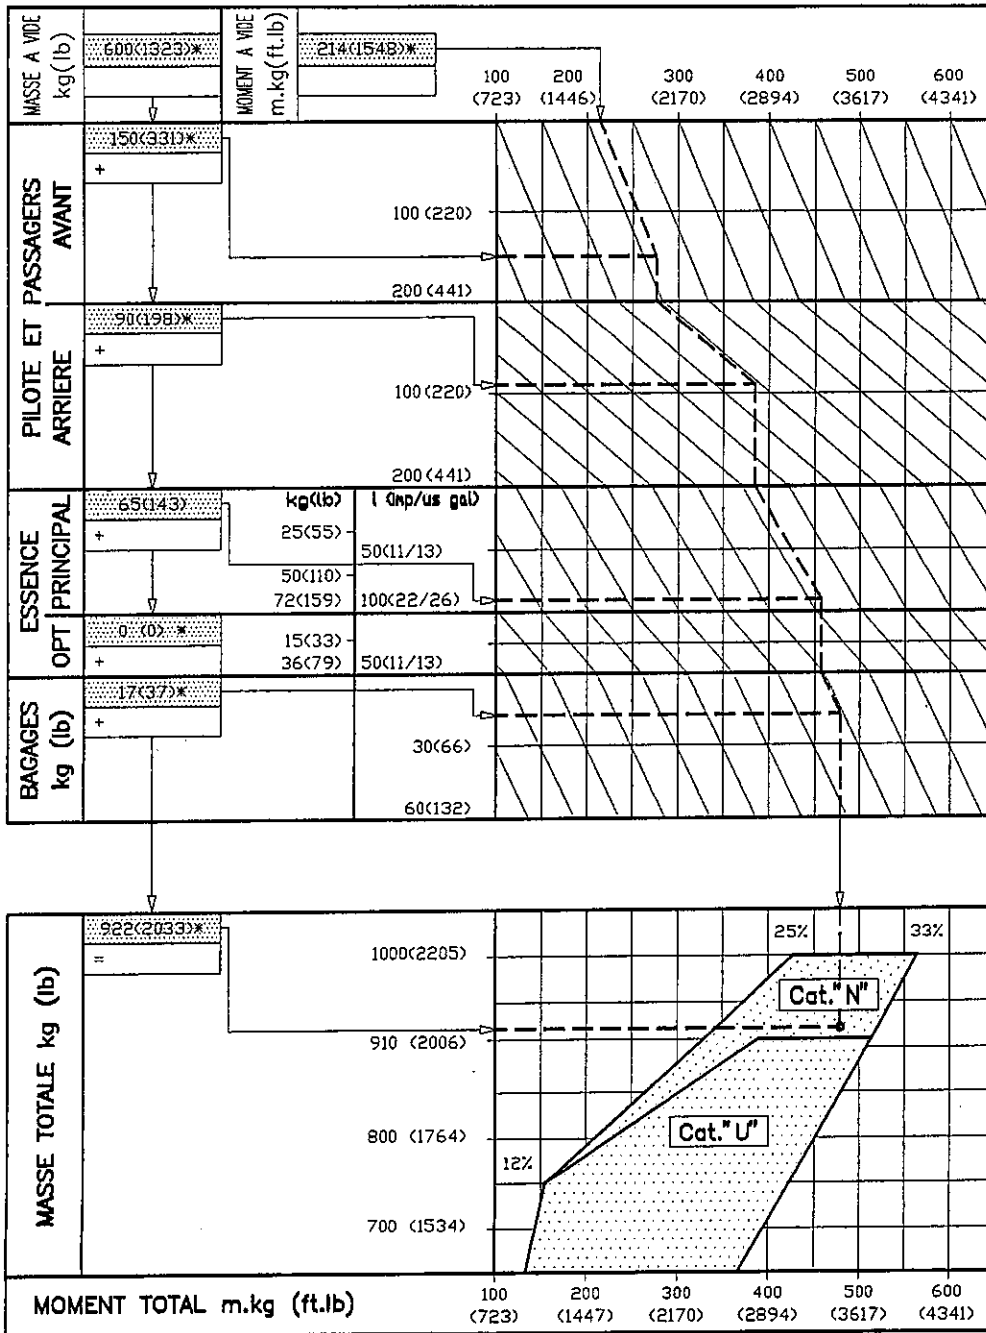 MASSE A VIDE
kg(lb)
600(1323)*
MOMENT A VIDE
m.kg(ft.lb)
214(1548)*
100 200 300 400 500 600
(723) (1446) (2170) (2894) (3617) (4341)
PILOTE ET PASSAGERS
AVANT
150(331)*
+
100(220)
200(441)
ARRIERE
90(198)*
+
100(220)
200(441)
ESSENCE
PRINCIPAL
65(143)
+
kg(lb) l (imp/us gal)
25(55)
50(11/13)
50(110)
72(159) 100(22/26)
OPT
0 (0) *
+
15(33)
36(79) 50(11/13)
BAGAGES
kg (lb)
17(37)*
+
30(66)
60(132)
MASSE TOTALE kg (lb)
922(2033)*
=
25% 33%
1000(2205)
Cat."N"
910 (2006)
800 (1764)
Cat."U"
12%
700 (1534)
MOMENT TOTAL m.kg (ft.lb)
100 200 300 400 500 600
(723) (1447) (2170) (2894) (3617) (4341)